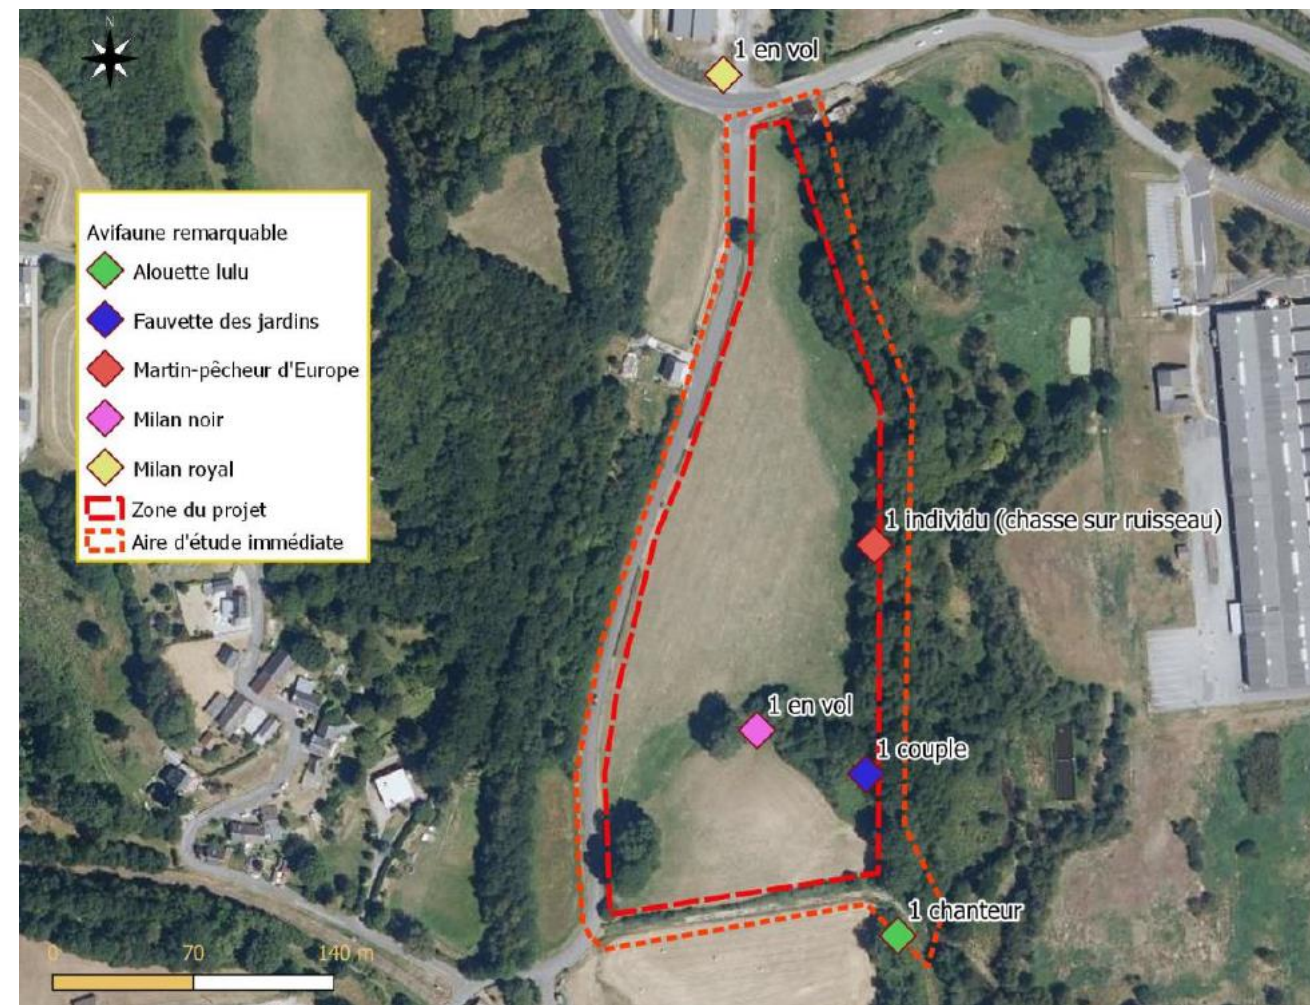 N
1 en vol
Avifaune remarquable
Alouette lulu
Fauvette des jardins
Martin-pêcheur d'Europe
Milan noir
Milan royal
Zone du projet
Aire d'étude immédiate
1 individu (chasse sur ruisseau)
1 en vol
1 couple
1 chanteur
0 70 140 m